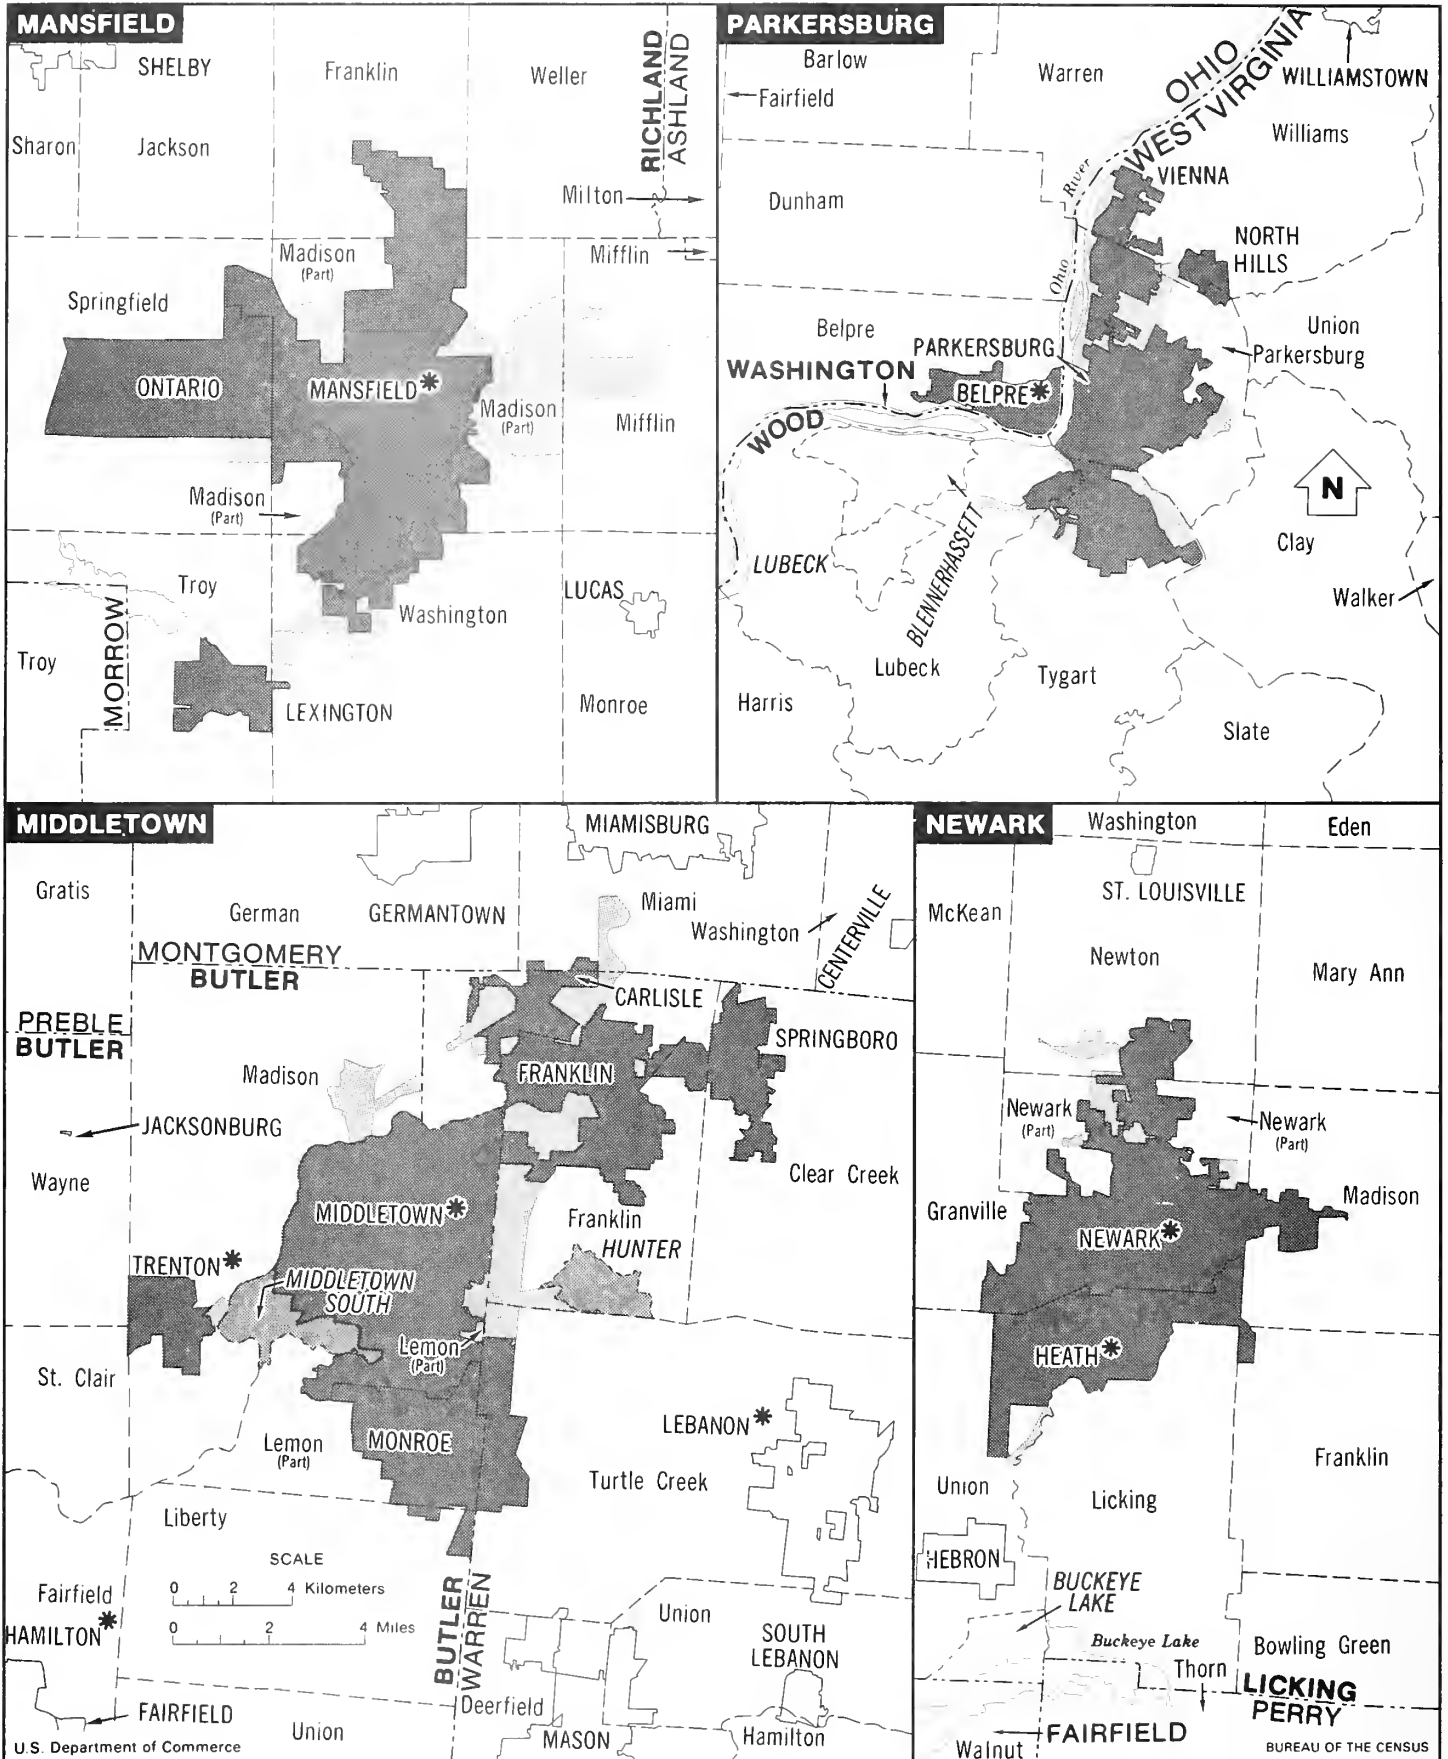 MANSFIELD
SHELBY
Franklin
Weller
RICHLAND
ASHLAND
Sharon
Jackson
Milton
Madison
(Part)
Mifflin
Springfield
ONTARIO
MANSFIELD
Madison
(Part)
Mifflin
Madison
(Part)
Troy
LUCAS
Washington
Troy
MORROW
LEXINGTON
Monroe
PARKERSBURG
Barlow
Fairfield
Warren
OHIO
WEST VIRGINIA
WILLIAMSTOWN
Williams
River
VIENNA
Dunham
NORTH
HILLS
Ohio
Belpre
Union
PARKERSBURG
Parkersburg
WASHINGTON
BELPRE
WOOD
N
BLENNERHASSETT
LUBECK
Clay
Walker
Lubeck
Tygart
Harris
Slate
MIDDLETOWN
MIAMISBURG
Gratis
German
GERMANTOWN
Miami
Washington
CENTERVILLE
MONTGOMERY
BUTLER
CARLISLE
PREBLE
BUTLER
SPRINGBORO
Madison
FRANKLIN
JACKSONBURG
Wayne
Clear Creek
MIDDLETOWN
Franklin
HUNTER
TRENTON
MIDDLETOWN
SOUTH
Lemon
(Part)
St. Clair
LEBANON
Lemon
(Part)
MONROE
Turtle Creek
Liberty
SCALE
0 2 4 Kilometers
0 2 4 Miles
Fairfield
HAMILTON
BUTLER
WARREN
Union
SOUTH
LEBANON
Deerfield
FAIRFIELD
Union
MASON
Hamilton
U.S. Department of Commerce
NEWARK
Washington
Eden
ST. LOUISVILLE
McKean
Newton
Mary Ann
Newark
(Part)
Newark
(Part)
Madison
Granville
NEWARK
HEATH
Franklin
Union
Licking
HEBRON
BUCKEYE
LAKE
Buckeye Lake
Bowling Green
Thorn
LICKING
PERRY
FAIRFIELD
Walnut
BUREAU OF THE CENSUS